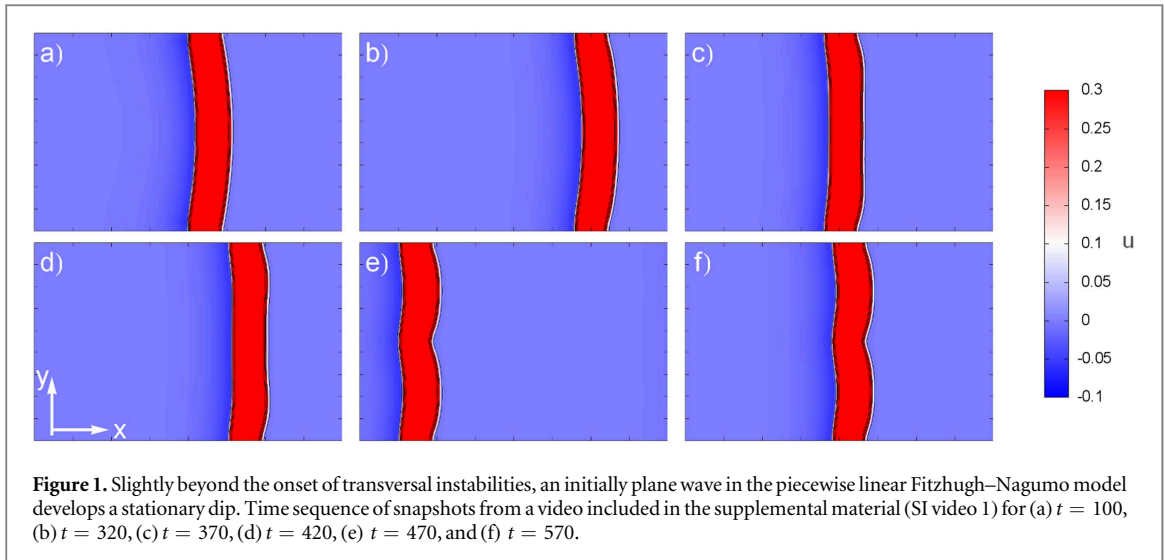 a)
b)
c)
d)
e)
f)
y
x
0.3
0.25
0.2
0.15
0.1
0.05
0
-0.05
-0.1
u
Figure 1. Slightly beyond the onset of transversal instabilities, an initially plane wave in the piecewise linear Fitzhugh–Nagumo model
develops a stationary dip. Time sequence of snapshots from a video included in the supplemental material (SI video 1) for (a) t = 100,
(b) t = 320, (c) t = 370, (d) t = 420, (e) t = 470, and (f) t = 570.